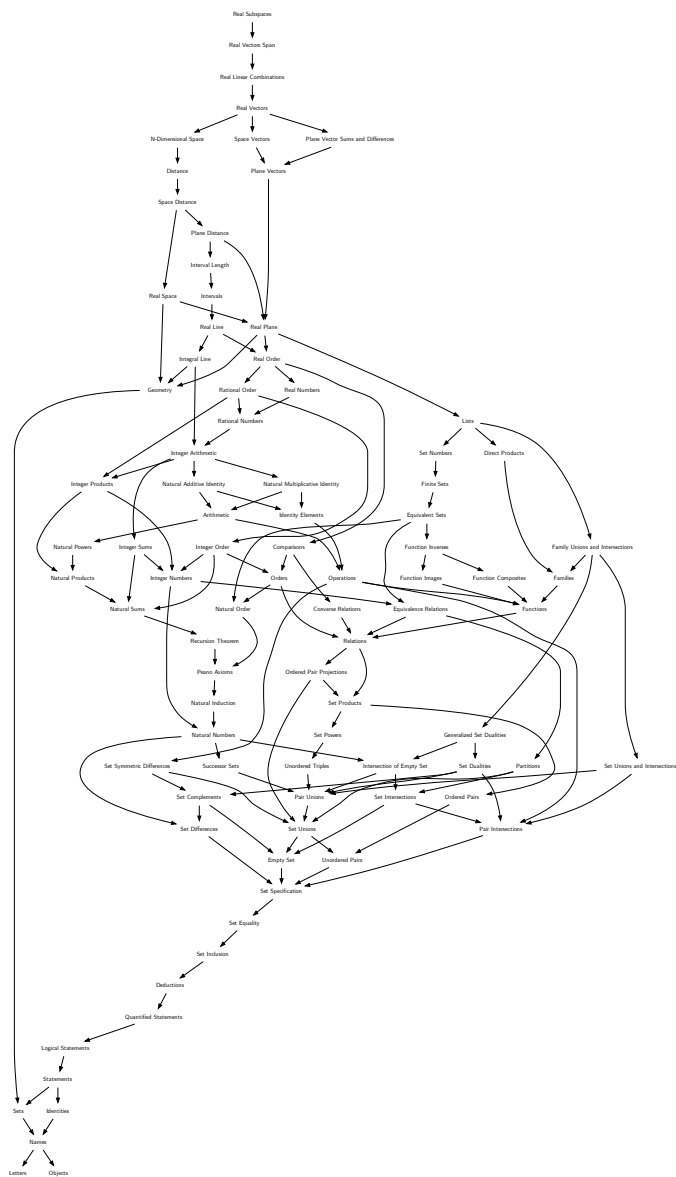 Real Subspaces
Real Vectors Span
Real Linear Combinations
Real Vectors
N-Dimensional Space Space Vectors Plane Vector Sums and Differences
Distance Plane Vectors
Space Distance
Plane Distance
Interval Length
Real Space Intervals
Real Line Real Plane
Integral Line Real Order
Geometry Rational Order Real Numbers
Rational Numbers Lists
Integer Arithmetic Set Numbers Direct Products
Integer Products Natural Additive Identity Natural Multiplicative Identity Finite Sets
Arithmetic Identity Elements Equivalent Sets
Natural Powers Integer Sums Integer Order Comparisons Function Inverses Family Unions and Intersections
Natural Products Integer Numbers Orders Operations Function Images Function Composites Families
Natural Sums Natural Order Converse Relations Equivalence Relations Functions
Recursion Theorem Relations
Peano Axioms Ordered Pair Projections
Natural Induction Set Products
Natural Numbers Set Powers Generalized Set Dualities
Set Symmetric Differences Successor Sets Unordered Triples Intersection of Empty Set Set Dualities Partitions Set Unions and Intersections
Set Complements Pair Unions Set Intersections Ordered Pairs
Set Differences Set Unions Pair Intersections
Empty Set Unordered Pairs
Set Specification
Set Equality
Set Inclusion
Deductions
Quantified Statements
Logical Statements
Statements
Sets Identities
Names
Letters Objects